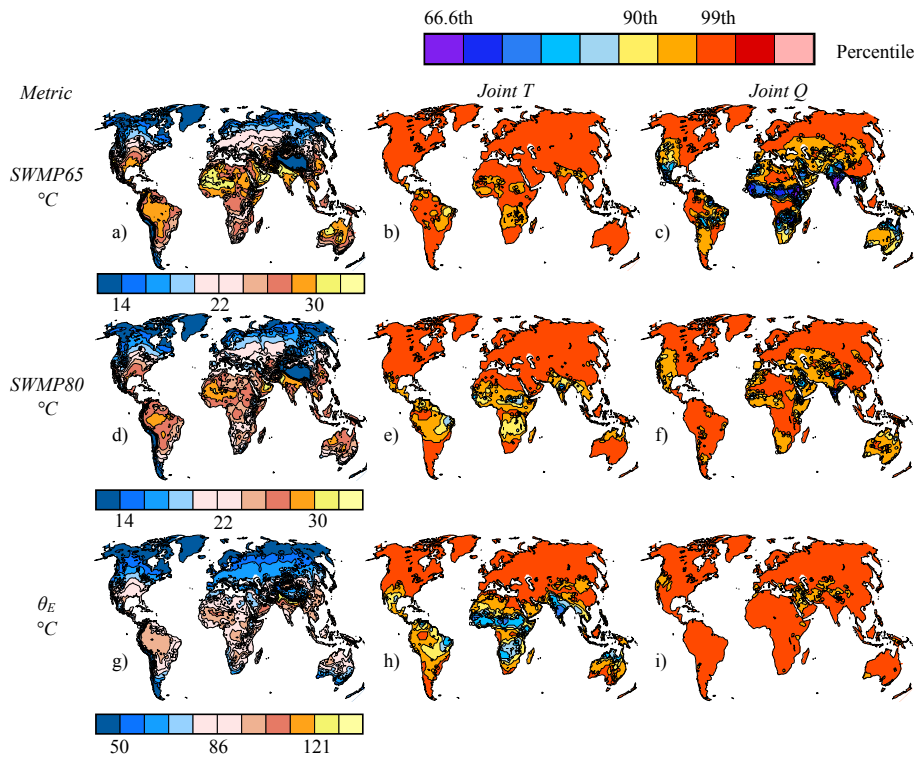 66.6th 90th 99th
Percentile
Metric Joint T Joint Q
SWMP65
°C
a) b) c)
14 22 30
SWMP80
°C
d) e) f)
14 22 30
θE
°C
g) h) i)
50 86 121